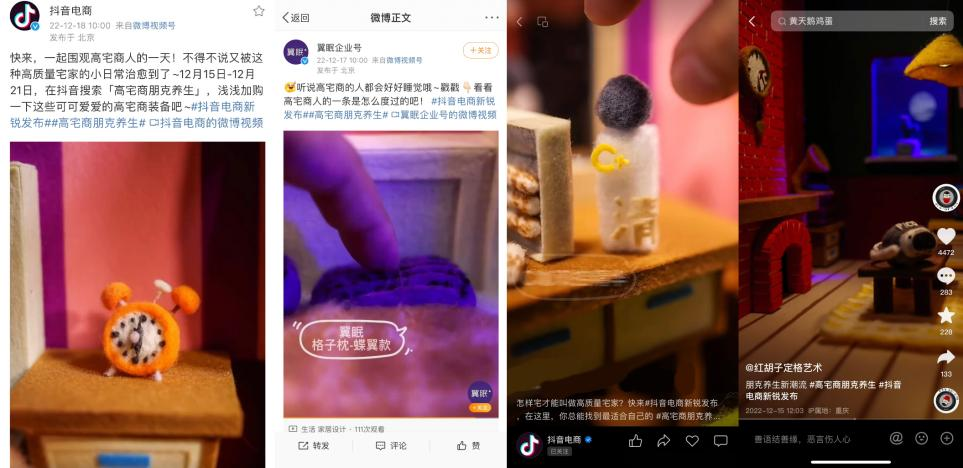 抖音电商
22-12-18 10:00 来自微博视频号
发布于 北京
快来，一起围观高宅商人的一天！不得不说又被这
种高质量宅家的小日常治愈到了~12月15日-12月
21日，在抖音搜索「高宅商朋克养生」，浅浅加购
一下这些可可爱爱的高宅商装备吧~#抖音电商新
锐发布##高宅商朋克养生# 抖音电商的微博视频
返回
微博正文
翼眠
翼眠企业号
22-12-17 10:00 来自微博视频号
发布于 北京
+关注
听说高宅商的人都会好好睡觉哦~戳戳👇🏻看看
高宅商人的一条是怎么度过的吧！ #抖音电商新锐
发布##高宅商朋克养生# 翼眠企业号的微博视频
翼眠
格子枕-蝶翼款
翼眠
+关注
生活 家居设计 · 111次观看
转发
评论
赞
C+
清
怎样宅才能叫做高质量宅家？快来#抖音电商新锐发布
，在这里，你总能找到最适合自己的 #高宅商朋克养...
抖音电商
已关注
黄天鹅鸡蛋
搜索
4472
283
228
133
@红胡子定格艺术
朋克养生新潮流 #高宅商朋克养生 #抖音
电商新锐发布
2022-12-15 12:03 IP属地：重庆
善语结善缘，恶言伤人心